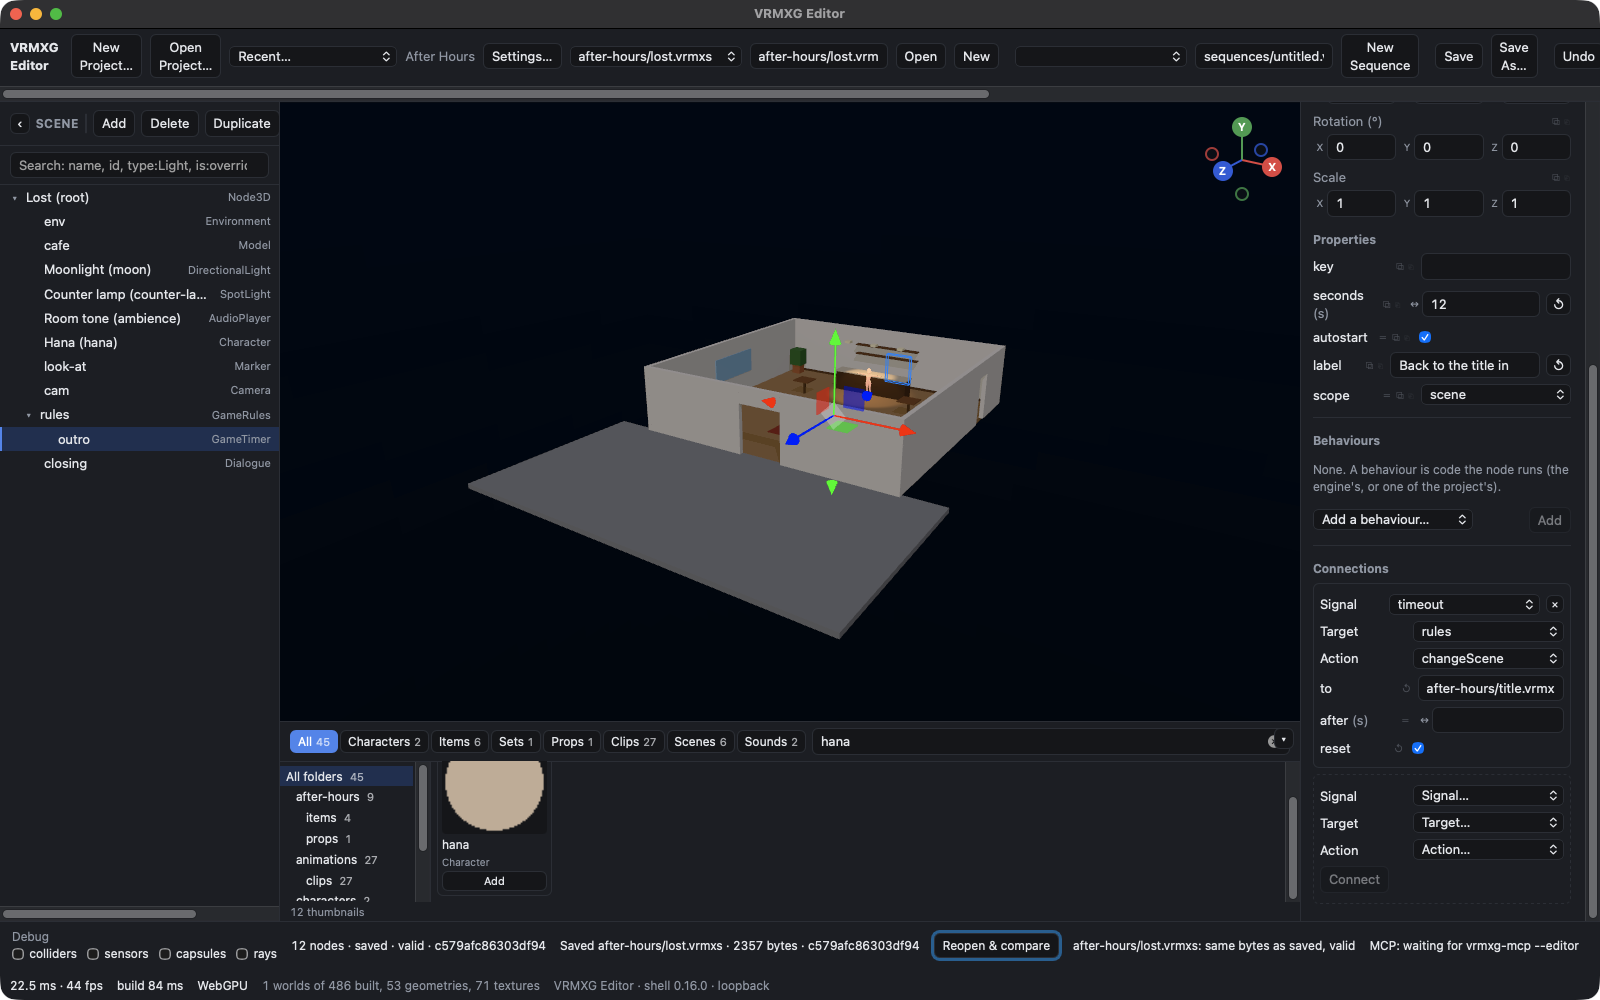 VRMXG Editor
VRMXG Editor
New Project...
Open Project...
Recent...
After Hours
Settings...
after-hours/lost.vrmxs
after-hours/lost.vrm
Open
New
sequences/untitled.
New Sequence
Save
Save As...
Undo
‹ SCENE
Add
Delete
Duplicate
Search: name, id, type:Light, is:overri
Lost (root) Node3D
env Environment
cafe Model
Moonlight (moon) DirectionalLight
Counter lamp (counter-la... SpotLight
Room tone (ambience) AudioPlayer
Hana (hana) Character
look-at Marker
cam Camera
rules GameRules
outro GameTimer
closing Dialogue
Y
X
Z
Rotation (°)
X 0 Y 0 Z 0
Scale
X 1 Y 1 Z 1
Properties
key
seconds (s) 12
autostart
label Back to the title in
scope scene
Behaviours
None. A behaviour is code the node runs (the
engine's, or one of the project's).
Add a behaviour... Add
Connections
Signal timeout ×
Target rules
Action changeScene
to after-hours/title.vrmx
after (s)
reset
Signal Signal...
Target Target...
Action Action...
Connect
All 45
Characters 2
Items 6
Sets 1
Props 1
Clips 27
Scenes 6
Sounds 2
hana
All folders 45
after-hours 9
items 4
props 1
animations 27
clips 27
characters 2
12 thumbnails
hana
Character
Add
Debug
colliders sensors capsules rays
12 nodes · saved · valid · c579afc86303df94
Saved after-hours/lost.vrmxs · 2357 bytes · c579afc86303df94
Reopen & compare
after-hours/lost.vrmxs: same bytes as saved, valid
MCP: waiting for vrmxg-mcp --editor
22.5 ms · 44 fps
build 84 ms
WebGPU
1 worlds of 486 built, 53 geometries, 71 textures
VRMXG Editor · shell 0.16.0 · loopback